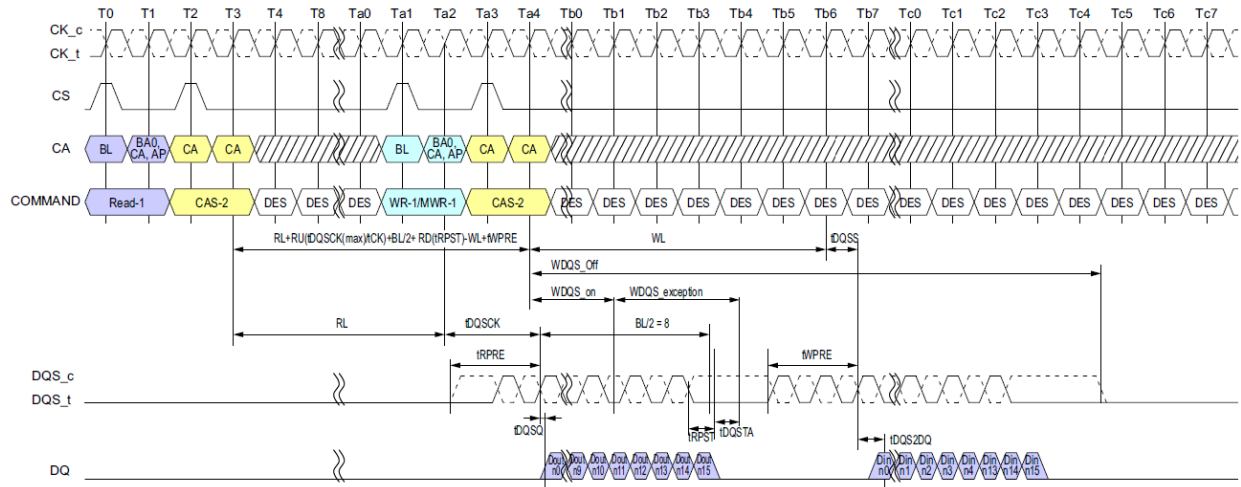 T0 T1 T2 T3 T4 T8 Ta0 Ta1 Ta2 Ta3 Ta4 Tb0 Tb1 Tb2 Tb3 Tb4 Tb5 Tb6 Tb7 Tc0 Tc1 Tc2 Tc3 Tc4 Tc5 Tc6 Tc7
CK_c
CK_t
CS
CA BL BA0, CA, AP CA CA BL BA0, CA, AP CA CA
COMMAND Read-1 CAS-2 DES DES DES WR-1/MWR-1 CAS-2 DES DES DES DES DES DES DES DES DES DES DES DES DES DES DES DES
RL+RU(tDQSCK(max)/tCK)+BL/2+ RD(tRPST)-WL+tWPRE WL tDQSS
WDQS_Off
WDQS_on WDQS_exception
RL tDQSCK BL/2 = 8
tRPRE tWPRE
DQS_c
DQS_t
tDQSQ tRPST tDQSTA tDQS2DQ
DQ Dout n0 Dout n9 Dout n10 Dout n11 Dout n12 Dout n13 Dout n14 Dout n15 Din n0 Din n1 Din n2 Din n3 Din n4 Din n13 Din n14 Din n15